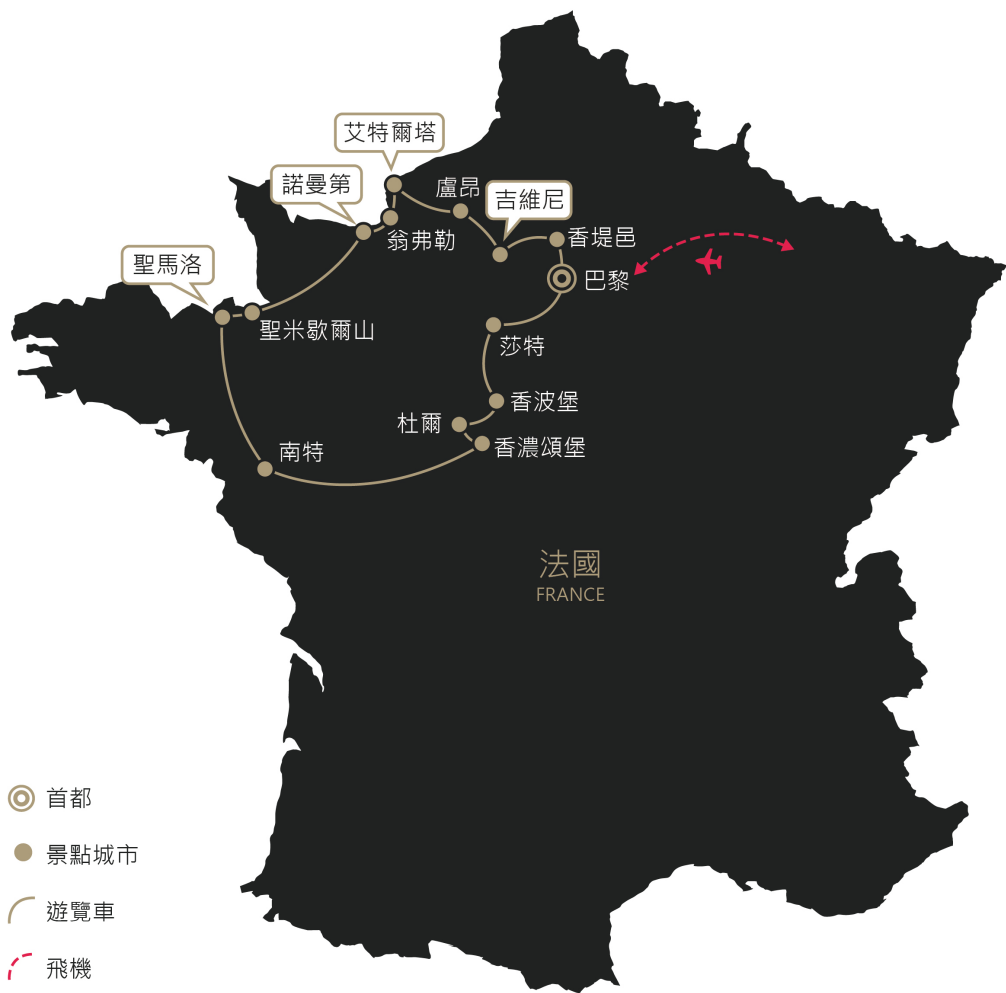 艾特爾塔
諾曼第
盧昂
吉維尼
翁弗勒
香堤邑
聖馬洛
巴黎
聖米歇爾山
莎特
香波堡
杜爾
香濃頌堡
南特
法國
FRANCE
首都
景點城市
遊覽車
飛機